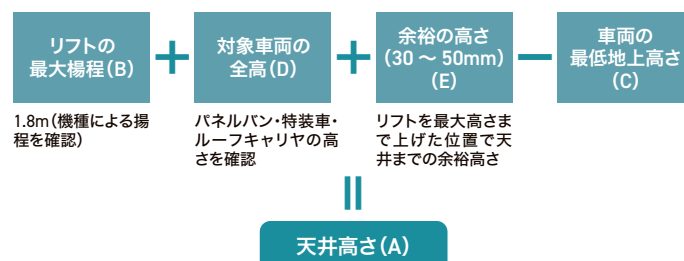 リフトの
最大楊程(B)
＋
対象車両の
全高(D)
＋
余裕の高さ
(30 ～ 50mm)
(E)
－
車両の
最低地上高さ
(C)
1.8m(機種による揚
程を確認)
パネルバン・特装車・
ルーフキャリヤの高
さを確認
リフトを最大高さま
で上げた位置で天
井までの余裕高さ
＝
天井高さ(A)